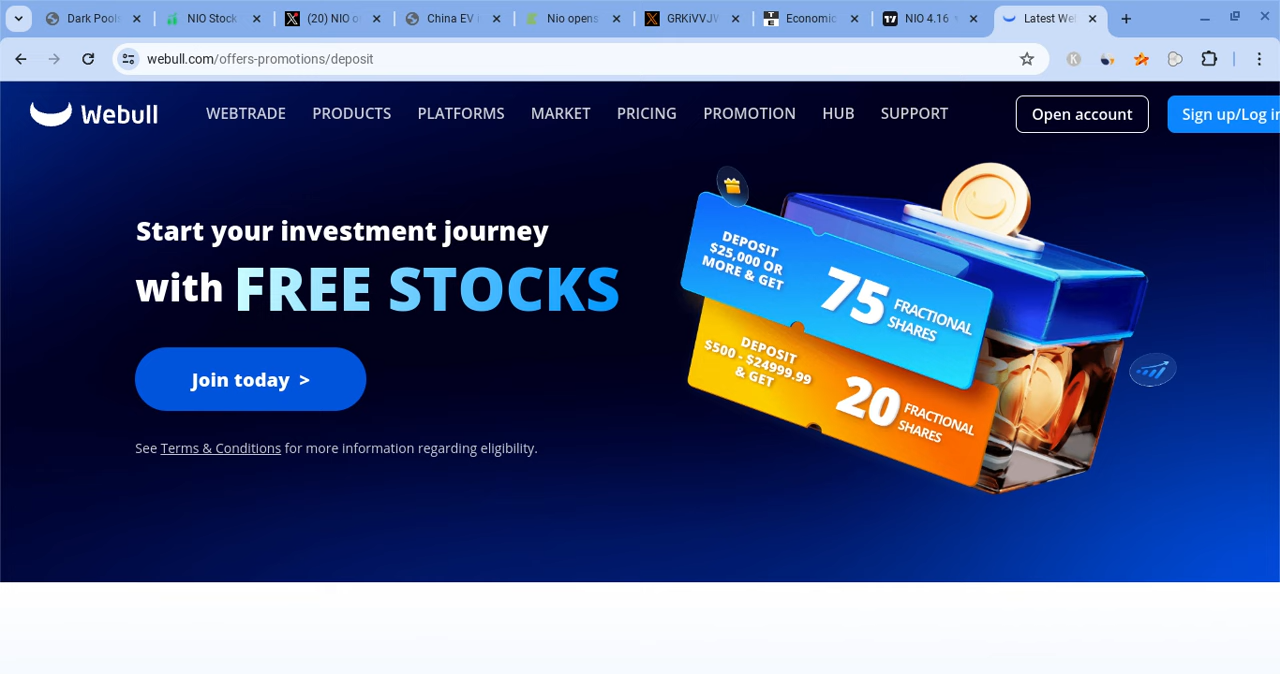 Dark Pools
NIO Stock
(20) NIO o
China EV
Nio opens
GRKiVVJW
Economic
NIO 4.16
Latest We
webull.com/offers-promotions/deposit
Webull
WEBTRADE
PRODUCTS
PLATFORMS
MARKET
PRICING
PROMOTION
HUB
SUPPORT
Open account
Sign up/Log in
Start your investment journey
with FREE STOCKS
Join today >
See Terms & Conditions for more information regarding eligibility.
DEPOSIT
$25,000 OR
MORE & GET
75
FRACTIONAL
SHARES
DEPOSIT
$500 - $24999.99
& GET
20
FRACTIONAL
SHARES